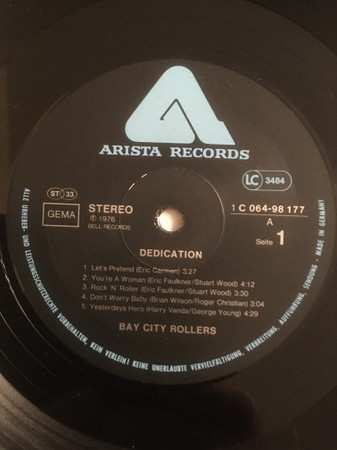 ARISTA RECORDS
LC 3484
ST 33
GEMA
STEREO
℗ 1976
BELL RECORDS
1 C 064-98 177
A
Seite 1
DEDICATION
1. Let's Pretend (Eric Carmen) 3:27
2. You're A Woman (Eric Faulkner/Stuart Wood) 4:12
3. Rock 'N' Roller (Eric Faulkner/Stuart Wood) 3:30
4. Don't Worry Baby (Brian Wilson/Roger Christian) 3:04
5. Yesterdays Hero (Harry Vanda/George Young) 4:29
BAY CITY ROLLERS
ALLE URHEBER- UND LEISTUNGSSCHUTZRECHTE VORBEHALTEN. KEIN VERLEIH! KEINE UNERLAUBTE VERVIELFÄLTIGUNG, VERMIETUNG, AUFFÜHRUNG, SENDUNG - MADE IN GERMANY